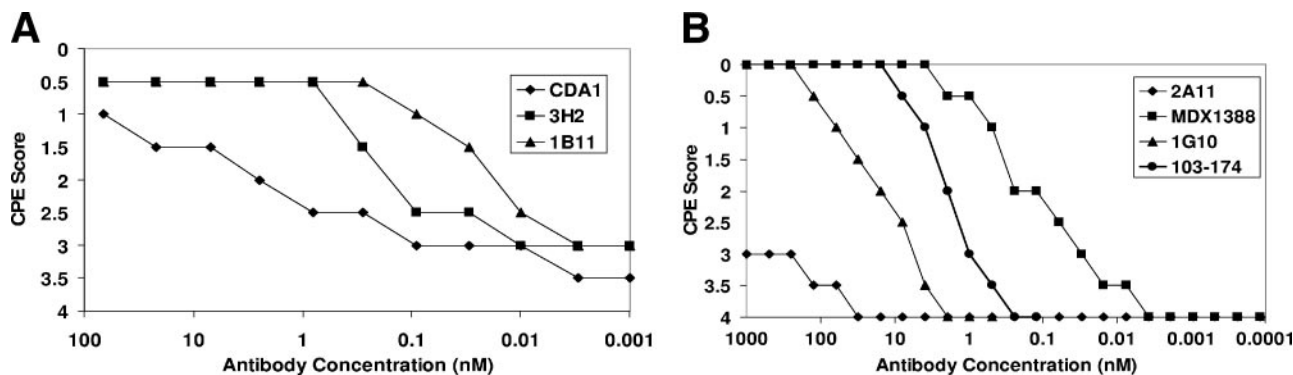 A
0
0.5
1
1.5
2
2.5
3
3.5
4
CPE Score
100
10
1
0.1
0.01
0.001
Antibody Concentration (nM)
CDA1
3H2
1B11
B
0
0.5
1
1.5
2
2.5
3
3.5
4
CPE Score
1000
100
10
1
0.1
0.01
0.001
0.0001
Antibody Concentration (nM)
2A11
MDX1388
1G10
103-174